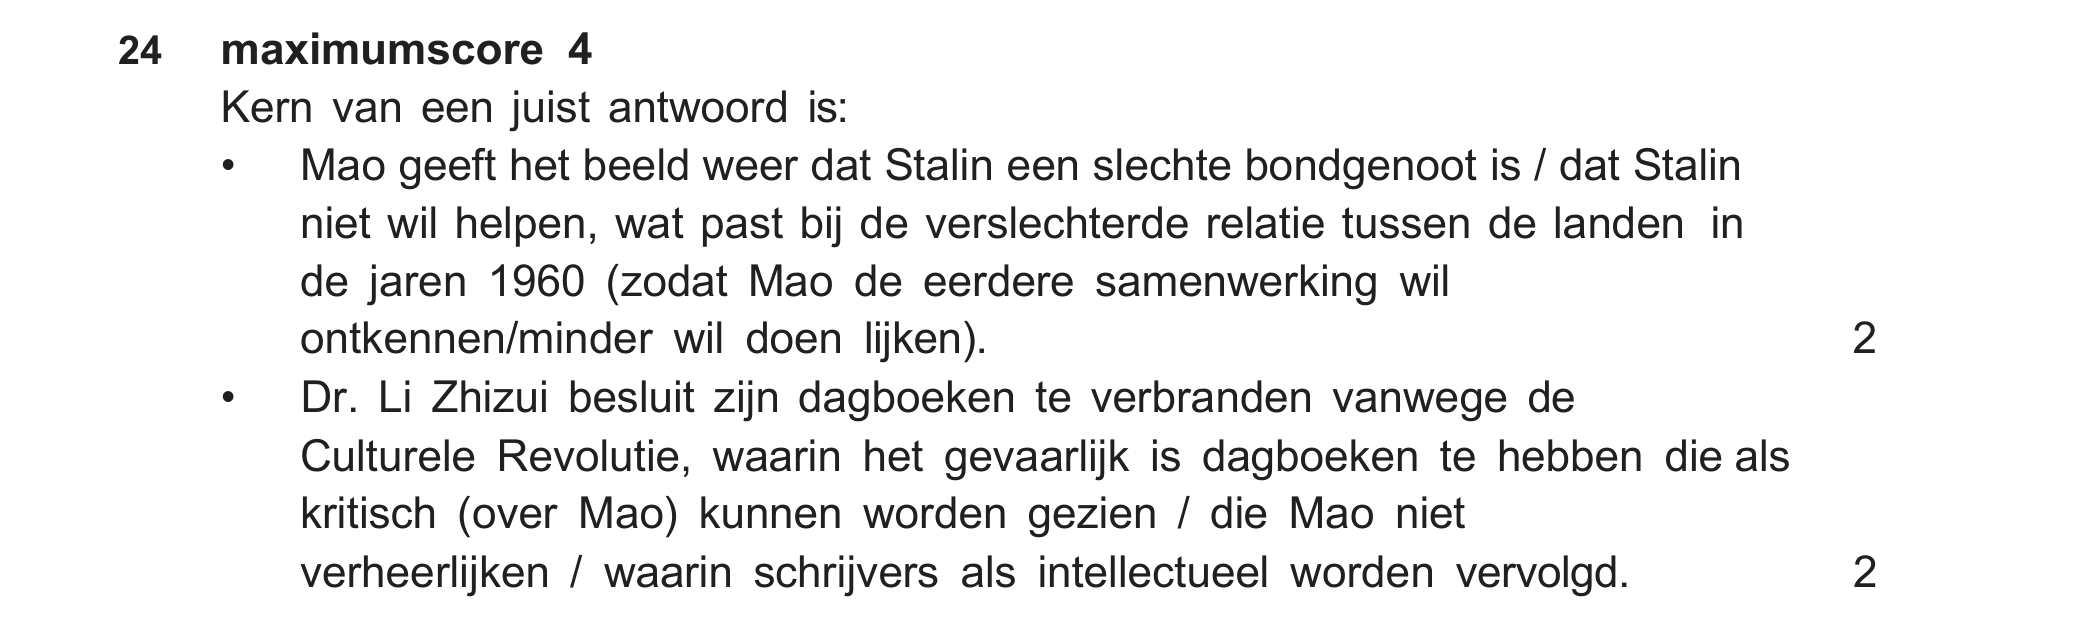 24 maximumscore 4
Kern van een juist antwoord is:
• Mao geeft het beeld weer dat Stalin een slechte bondgenoot is / dat Stalin
niet wil helpen, wat past bij de verslechterde relatie tussen de landen in
de jaren 1960 (zodat Mao de eerdere samenwerking wil
ontkennen/minder wil doen lijken). 2
• Dr. Li Zhizui besluit zijn dagboeken te verbranden vanwege de
Culturele Revolutie, waarin het gevaarlijk is dagboeken te hebben die als
kritisch (over Mao) kunnen worden gezien / die Mao niet
verheerlijken / waarin schrijvers als intellectueel worden vervolgd. 2